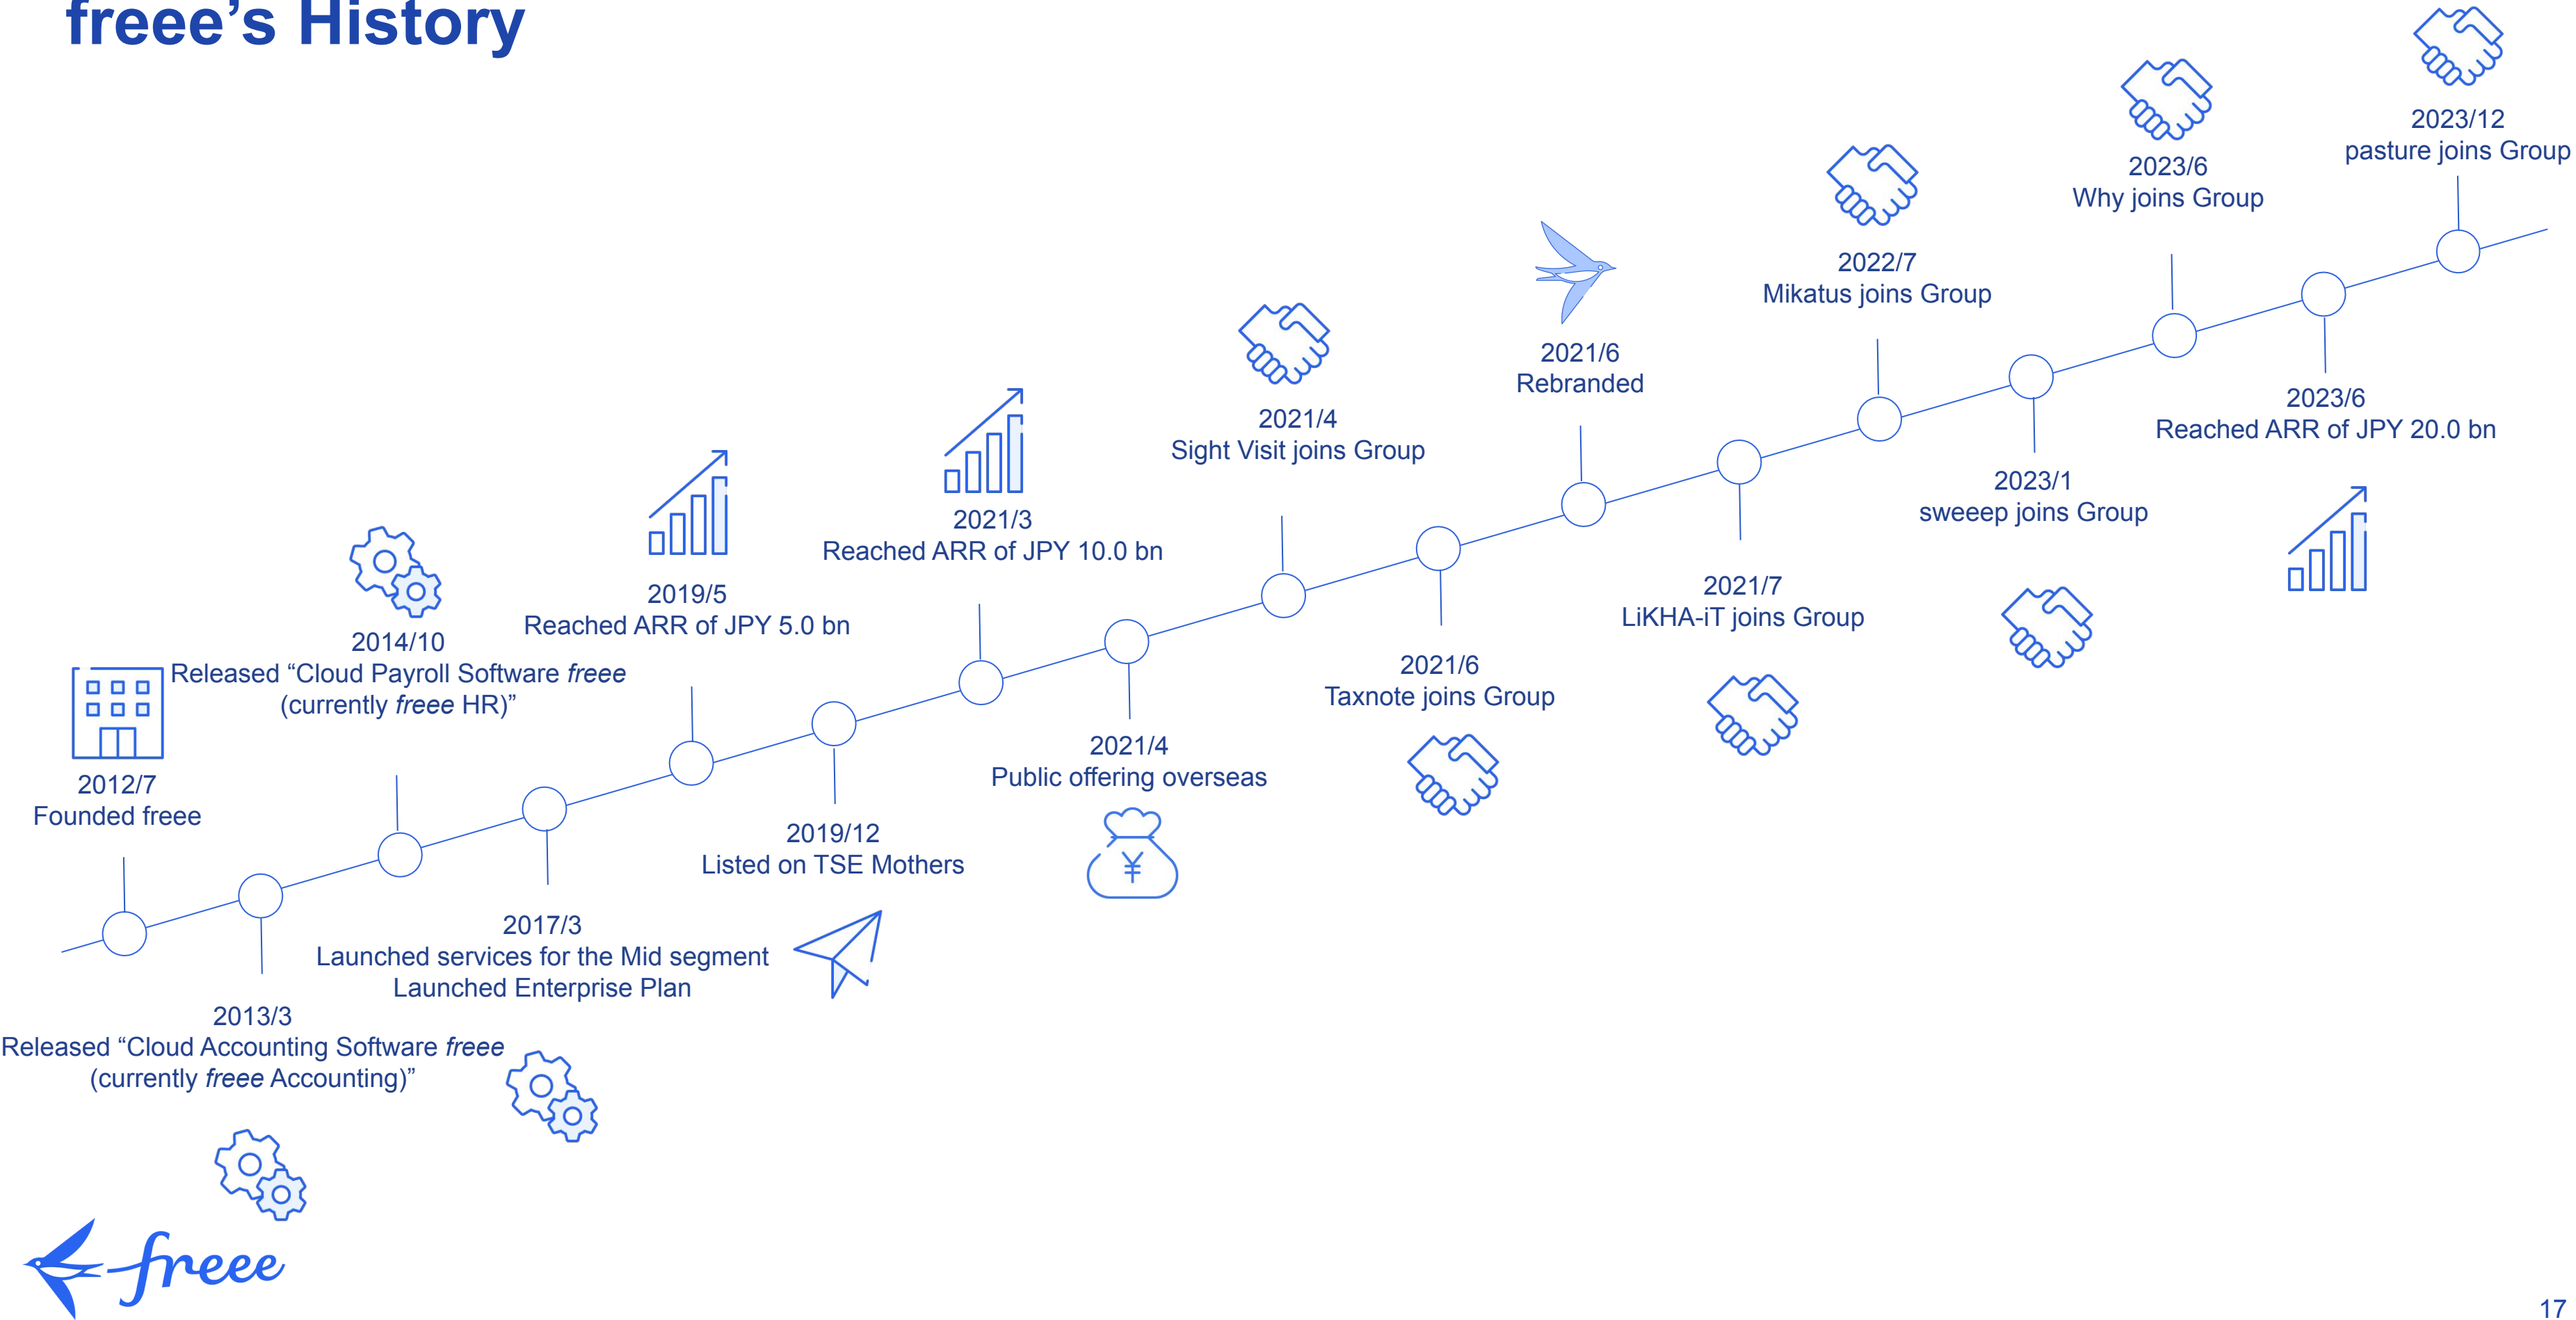 freee’s History
2012/7
Founded freee
2013/3
Released “Cloud Accounting Software freee
(currently freee Accounting)”
2014/10
Released “Cloud Payroll Software freee
(currently freee HR)”
2017/3
Launched services for the Mid segment
Launched Enterprise Plan
2019/5
Reached ARR of JPY 5.0 bn
2019/12
Listed on TSE Mothers
2021/3
Reached ARR of JPY 10.0 bn
2021/4
Public offering overseas
¥
2021/4
Sight Visit joins Group
2021/6
Taxnote joins Group
2021/6
Rebranded
2021/7
LiKHA-iT joins Group
2022/7
Mikatus joins Group
2023/1
sweeep joins Group
2023/6
Why joins Group
2023/6
Reached ARR of JPY 20.0 bn
2023/12
pasture joins Group
freee
17